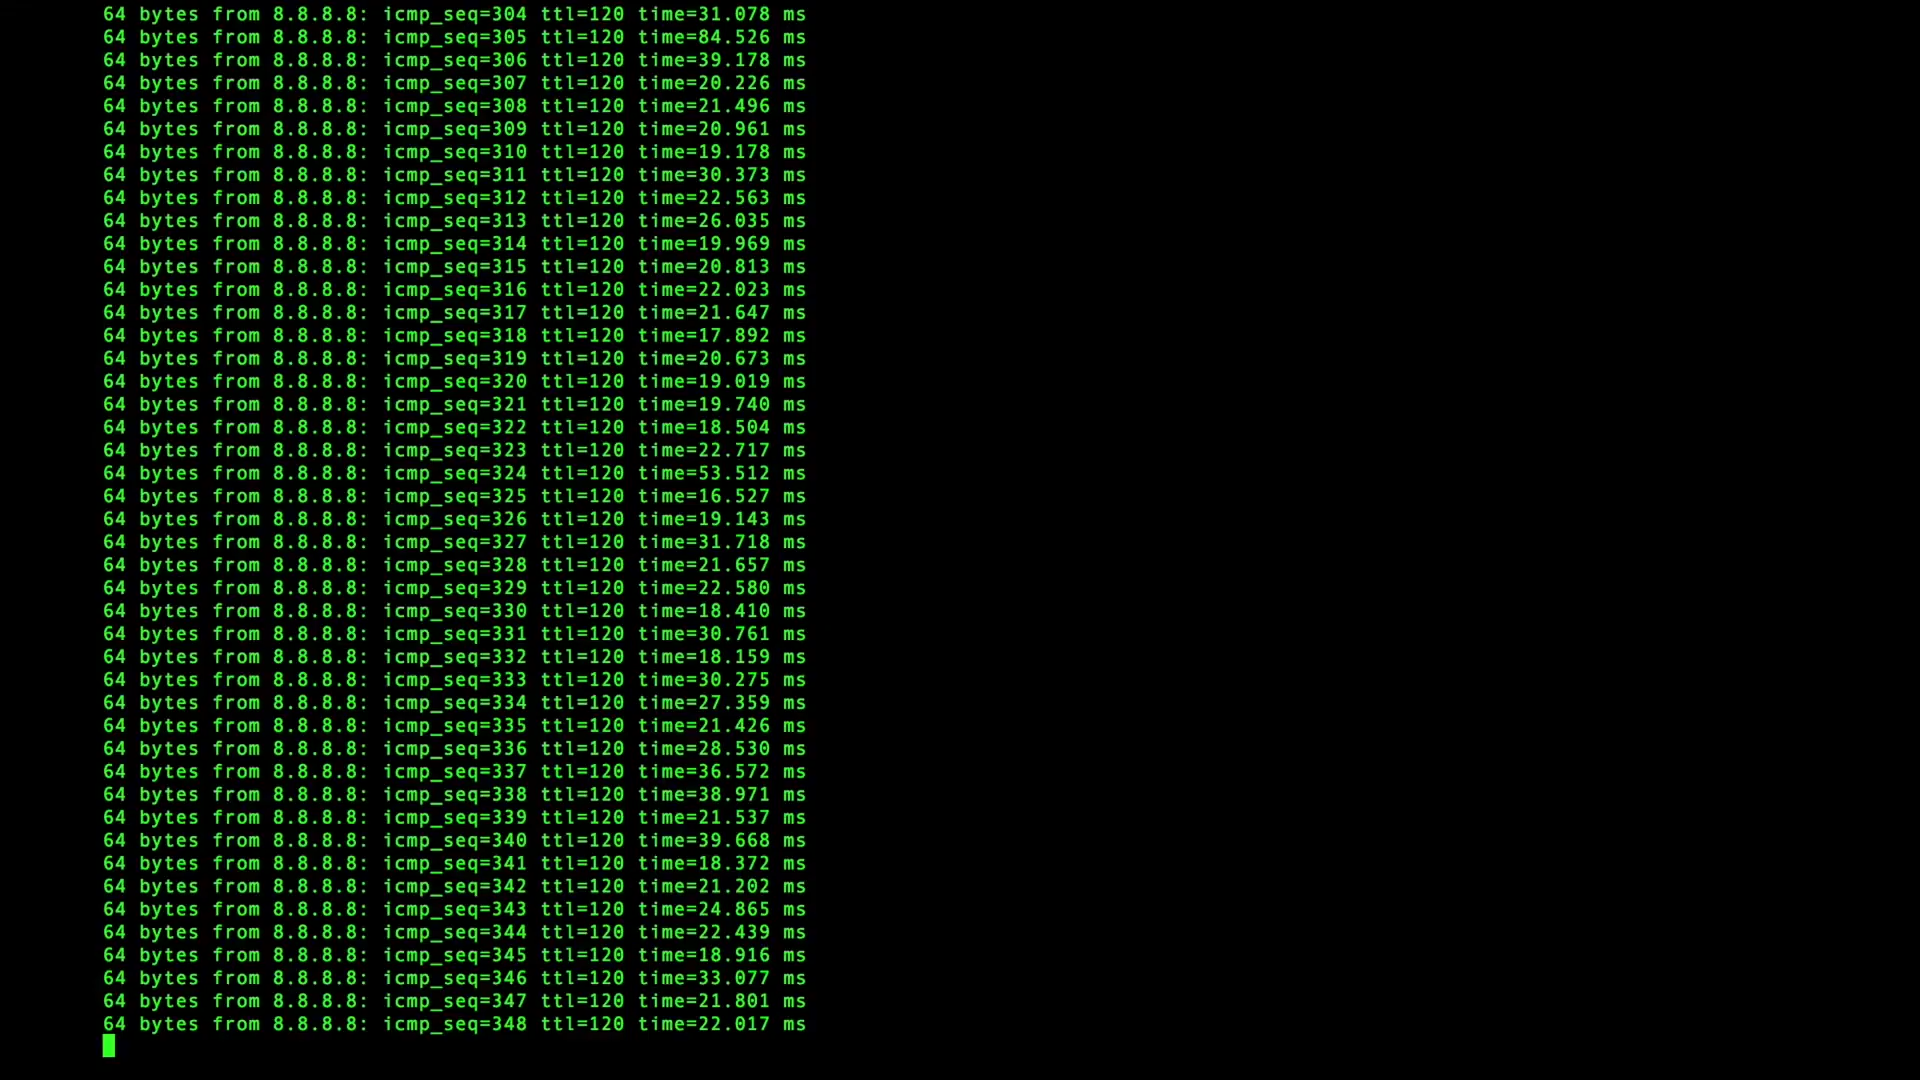 64 bytes from 8.8.8.8: icmp_seq=304 ttl=120 time=31.078 ms
64 bytes from 8.8.8.8: icmp_seq=305 ttl=120 time=84.526 ms
64 bytes from 8.8.8.8: icmp_seq=306 ttl=120 time=39.178 ms
64 bytes from 8.8.8.8: icmp_seq=307 ttl=120 time=20.226 ms
64 bytes from 8.8.8.8: icmp_seq=308 ttl=120 time=21.496 ms
64 bytes from 8.8.8.8: icmp_seq=309 ttl=120 time=20.961 ms
64 bytes from 8.8.8.8: icmp_seq=310 ttl=120 time=19.178 ms
64 bytes from 8.8.8.8: icmp_seq=311 ttl=120 time=30.373 ms
64 bytes from 8.8.8.8: icmp_seq=312 ttl=120 time=22.563 ms
64 bytes from 8.8.8.8: icmp_seq=313 ttl=120 time=26.035 ms
64 bytes from 8.8.8.8: icmp_seq=314 ttl=120 time=19.969 ms
64 bytes from 8.8.8.8: icmp_seq=315 ttl=120 time=20.813 ms
64 bytes from 8.8.8.8: icmp_seq=316 ttl=120 time=22.023 ms
64 bytes from 8.8.8.8: icmp_seq=317 ttl=120 time=21.647 ms
64 bytes from 8.8.8.8: icmp_seq=318 ttl=120 time=17.892 ms
64 bytes from 8.8.8.8: icmp_seq=319 ttl=120 time=20.673 ms
64 bytes from 8.8.8.8: icmp_seq=320 ttl=120 time=19.019 ms
64 bytes from 8.8.8.8: icmp_seq=321 ttl=120 time=19.740 ms
64 bytes from 8.8.8.8: icmp_seq=322 ttl=120 time=18.504 ms
64 bytes from 8.8.8.8: icmp_seq=323 ttl=120 time=22.717 ms
64 bytes from 8.8.8.8: icmp_seq=324 ttl=120 time=53.512 ms
64 bytes from 8.8.8.8: icmp_seq=325 ttl=120 time=16.527 ms
64 bytes from 8.8.8.8: icmp_seq=326 ttl=120 time=19.143 ms
64 bytes from 8.8.8.8: icmp_seq=327 ttl=120 time=31.718 ms
64 bytes from 8.8.8.8: icmp_seq=328 ttl=120 time=21.657 ms
64 bytes from 8.8.8.8: icmp_seq=329 ttl=120 time=22.580 ms
64 bytes from 8.8.8.8: icmp_seq=330 ttl=120 time=18.410 ms
64 bytes from 8.8.8.8: icmp_seq=331 ttl=120 time=30.761 ms
64 bytes from 8.8.8.8: icmp_seq=332 ttl=120 time=18.159 ms
64 bytes from 8.8.8.8: icmp_seq=333 ttl=120 time=30.275 ms
64 bytes from 8.8.8.8: icmp_seq=334 ttl=120 time=27.359 ms
64 bytes from 8.8.8.8: icmp_seq=335 ttl=120 time=21.426 ms
64 bytes from 8.8.8.8: icmp_seq=336 ttl=120 time=28.530 ms
64 bytes from 8.8.8.8: icmp_seq=337 ttl=120 time=36.572 ms
64 bytes from 8.8.8.8: icmp_seq=338 ttl=120 time=38.971 ms
64 bytes from 8.8.8.8: icmp_seq=339 ttl=120 time=21.537 ms
64 bytes from 8.8.8.8: icmp_seq=340 ttl=120 time=39.668 ms
64 bytes from 8.8.8.8: icmp_seq=341 ttl=120 time=18.372 ms
64 bytes from 8.8.8.8: icmp_seq=342 ttl=120 time=21.202 ms
64 bytes from 8.8.8.8: icmp_seq=343 ttl=120 time=24.865 ms
64 bytes from 8.8.8.8: icmp_seq=344 ttl=120 time=22.439 ms
64 bytes from 8.8.8.8: icmp_seq=345 ttl=120 time=18.916 ms
64 bytes from 8.8.8.8: icmp_seq=346 ttl=120 time=33.077 ms
64 bytes from 8.8.8.8: icmp_seq=347 ttl=120 time=21.801 ms
64 bytes from 8.8.8.8: icmp_seq=348 ttl=120 time=22.017 ms